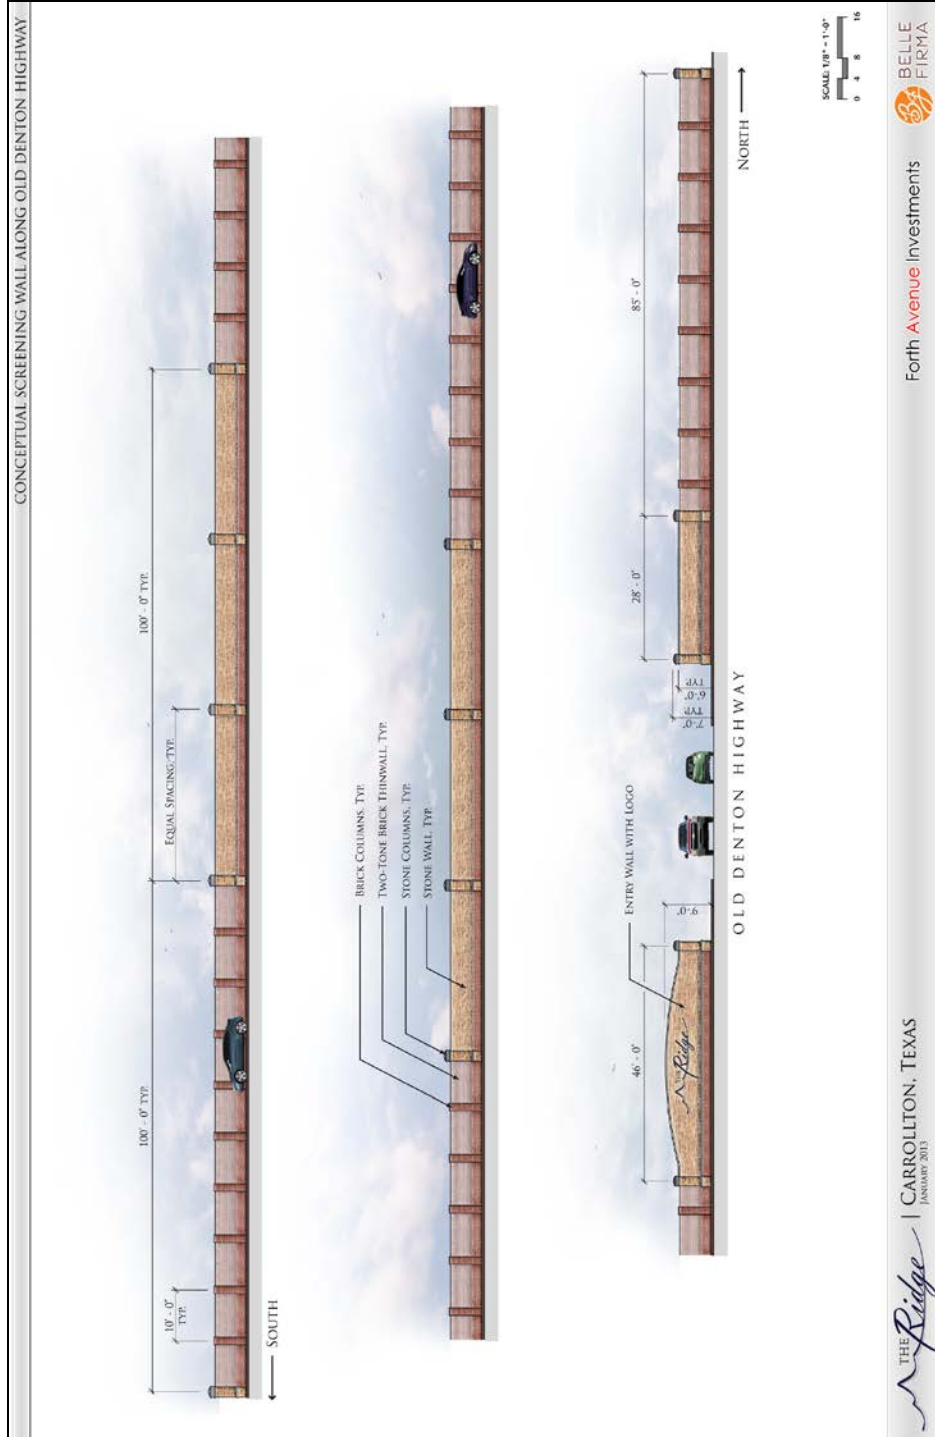 CONCEPTUAL SCREENING WALL ALONG OLD DENTON HIGHWAY
100' - 0" TYP.
100' - 0" TYP.
10' - 0"
TYP.
EQUAL SPACING, TYP.
SOUTH
BRICK COLUMNS, TYP.
TWO-TONE BRICK THINWALL, TYP.
STONE COLUMNS, TYP.
STONE WALL, TYP.
46' - 0"
ENTRY WALL WITH LOGO
28' - 0"
85' - 0"
Ridge
9'-0"
7'-0"
TYP.
6'-0"
TYP.
NORTH
OLD DENTON HIGHWAY
SCALE: 1/8" = 1'-0"
0 4 8 16
THE Ridge | CARROLLTON, TEXAS
JANUARY 2013
Forth Avenue Investments
BELLE
FIRMA